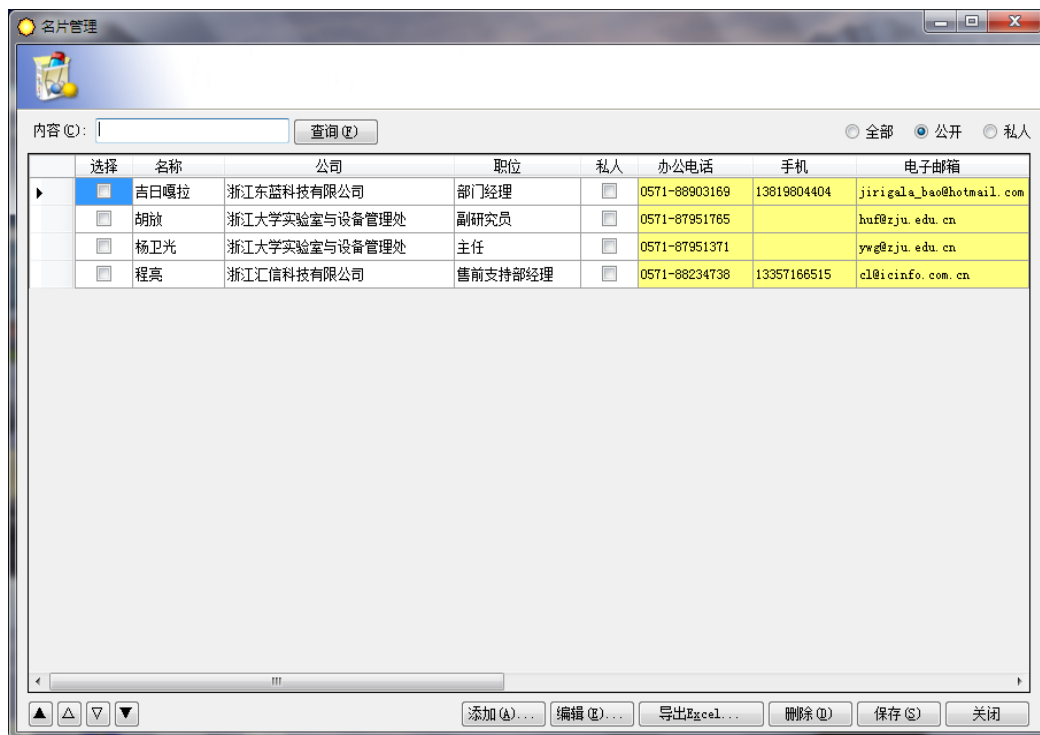 名片管理
内容(C): 查询(F) 全部 公开 私人
选择 名称 公司 职位 私人 办公电话 手机 电子邮箱
吉日嘎拉 浙江东蓝科技有限公司 部门经理 0571-88903169 13819804404 jirigala_bao@hotmail.com
胡放 浙江大学实验室与设备管理处 副研究员 0571-87951765 huf@zju.edu.cn
杨卫光 浙江大学实验室与设备管理处 主任 0571-87951371 ywg@zju.edu.cn
程亮 浙江汇信科技有限公司 售前支持部经理 0571-88234738 13357166515 cl@icinfo.com.cn
添加(A)... 编辑(E)... 导出Excel... 删除(D) 保存(S) 关闭